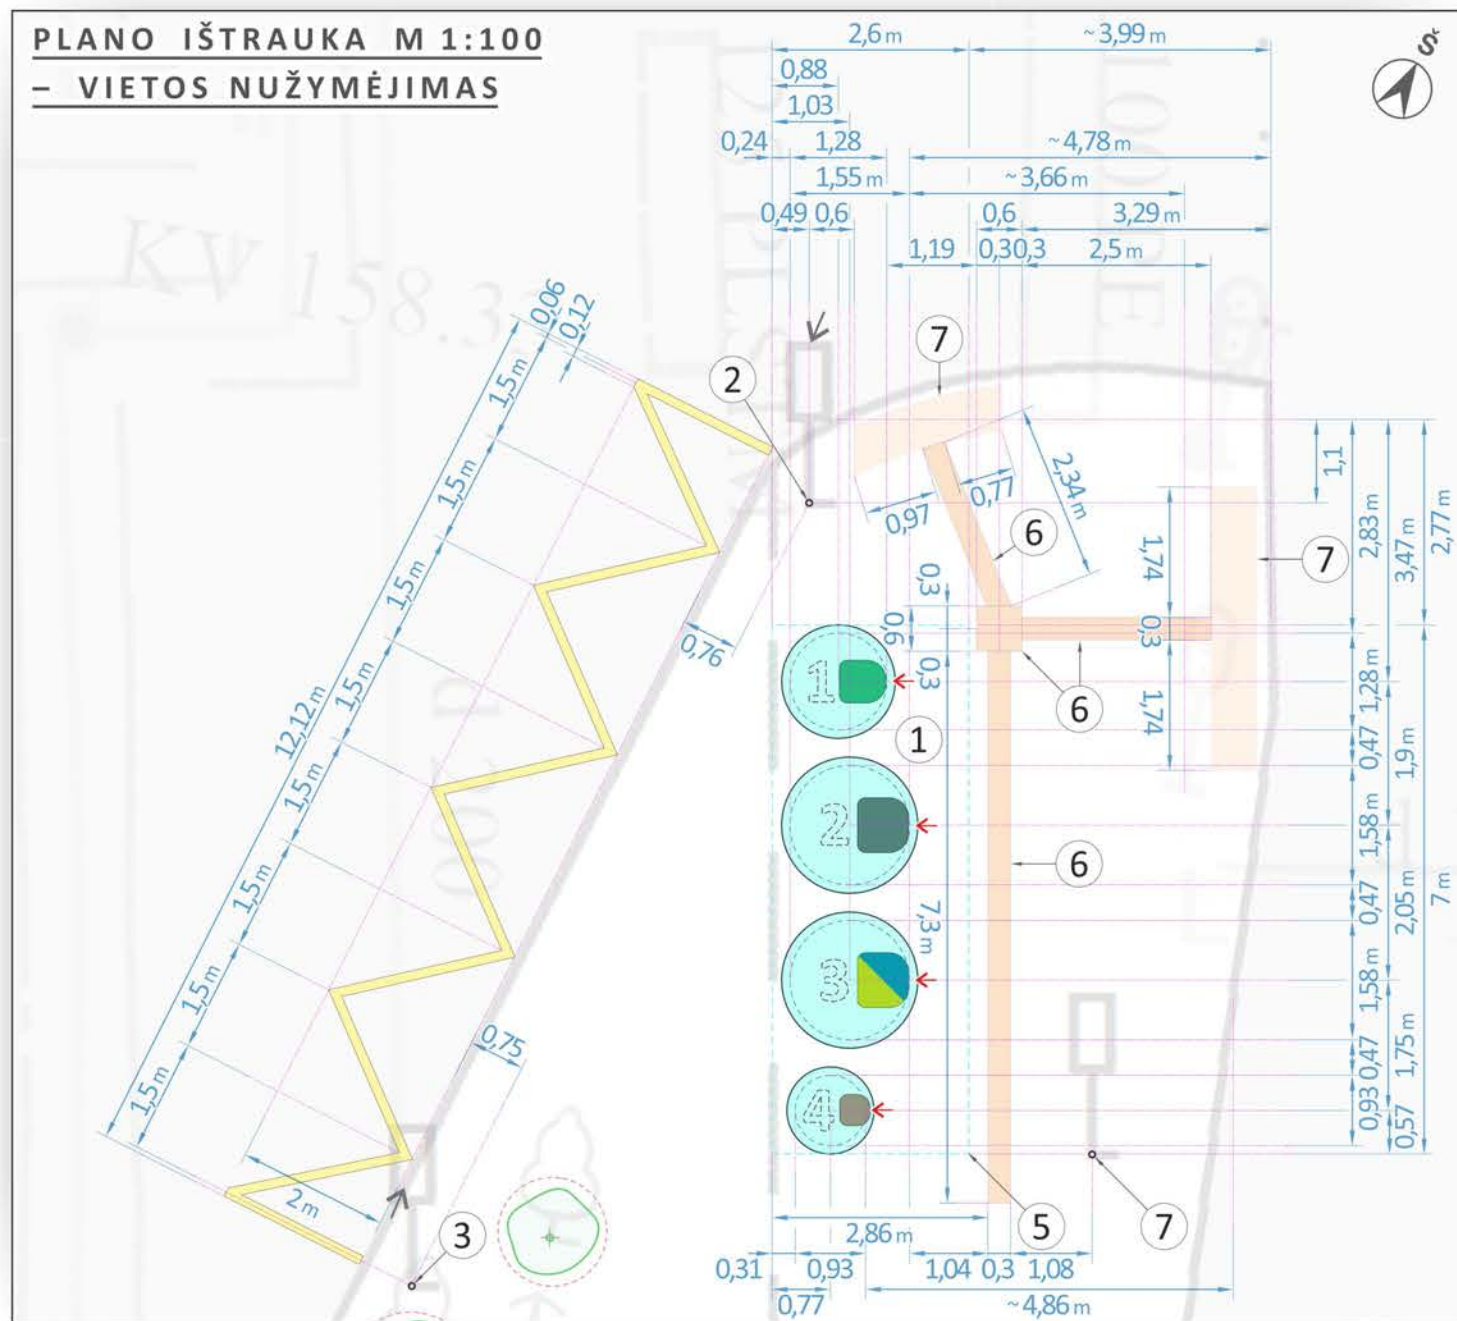 PLANO IŠTRAUKA M 1:100
– VIETOS NUŽYMĖJIMAS
Š
2,6 m ~3,99 m
0,88
1,03
0,24 1,28 ~4,78 m
1,55 m ~3,66 m
0,49 0,6 0,6 3,29 m
1,19 0,3 0,3 2,5 m
KV 158.3
0,06
0,12
1,5 m
1,5 m
1,5 m
1,5 m
1,5 m
1,5 m
1,5 m
1,5 m
12,12 m
2 m
0,76
0,75
2
7
0,97
0,77
2,34 m
6
7
1,1
2,83 m
3,47 m
2,77 m
1,74
0,3
1,74
0,3
0,6
0,3
1
1
6
1,28 m
0,47
1,9 m
2
6
1,58 m
0,47
2,05 m
7 m
7,3 m
3
1,58 m
0,47
1,75 m
4
0,93
0,57
3
2,86 m
5
7
0,31 0,93 1,04 0,3 1,08
0,77 ~4,86 m